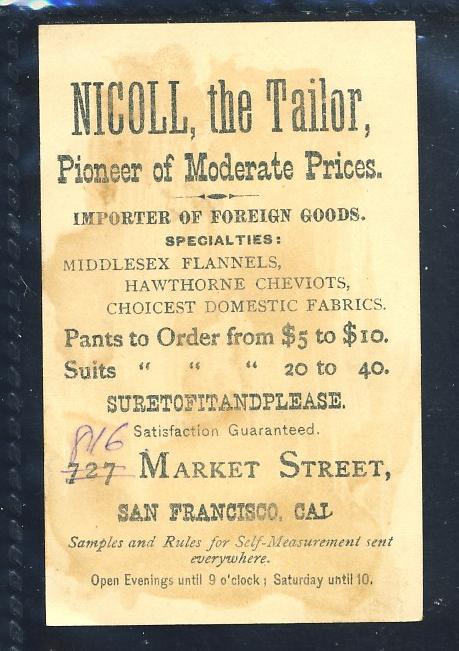 NICOLL, the Tailor,
Pioneer of Moderate Prices.
IMPORTER OF FOREIGN GOODS.
SPECIALTIES:
MIDDLESEX FLANNELS,
HAWTHORNE CHEVIOTS,
CHOICEST DOMESTIC FABRICS.
Pants to Order from $5 to $10.
Suits “ “ “ 20 to 40.
SURETOFITANDPLEASE.
Satisfaction Guaranteed.
816
727 MARKET STREET,
SAN FRANCISCO, CAL
Samples and Rules for Self-Measurement sent
everywhere.
Open Evenings until 9 o'clock; Saturday until 10.